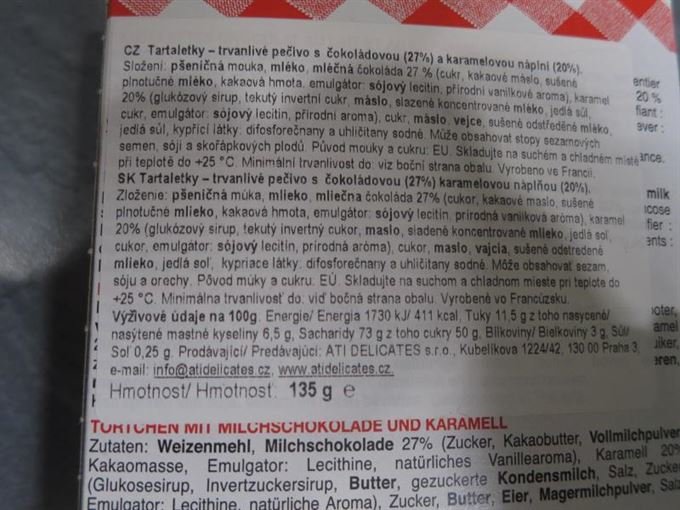 CZ Tartaletky – trvanlivé pečivo s čokoládovou (27%) a karamelovou náplní (20%).
Složení: pšeničná mouka, mléko, mléčná čokoláda 27 % (cukr, kakaové máslo, sušené
plnotučné mléko, kakaová hmota, emulgátor: sójový lecitin, přírodní vanilkové aroma), karamel
20% (glukózový sirup, tekutý invertní cukr, máslo, slazené koncentrované mléko, jedlá sůl,
cukr, emulgátor: sójový lecitin, přírodní aroma), cukr, máslo, vejce, sušené odstředěné mléko,
jedlá sůl, kypřící látky: difosforečnany a uhličitany sodné. Může obsahovat stopy sezamových
semen, sóji a skořápkových plodů. Původ mouky a cukru: EU. Skladujte na suchém a chladném místě
při teplotě do +25 °C. Minimální trvanlivost do: viz boční strana obalu. Vyrobeno ve Francii.
SK Tartaletky – trvanlivé pečivo s čokoládovou (27%) karamelovou náplňou (20%).
Zloženie: pšeničná múka, mlieko, mliečna čokoláda 27% (cukor, kakaové maslo, sušené
plnotučné mlieko, kakaová hmota, emulgátor: sójový lecitín, prírodná vanilková aróma), karamel
20% (glukózový sirup, tekutý invertný cukor, maslo, sladené koncentrované mlieko, jedlá soľ,
cukor, emulgátor: sójový lecitín, prírodná aróma), cukor, maslo, vajcia, sušené odstredené
mlieko, jedlá soľ, kypriace látky: difosforečnany a uhličitany sodné. Môže obsahovat sezam,
sóju a orechy. Pôvod múky a cukru: EÚ. Skladujte na suchom a chladnom mieste pri teplote do
+25 °C. Minimálna trvanlivosť do: viď bočná strana obalu. Vyrobené vo Francúzsku.
Výživové údaje na 100g: Energie/ Energia 1730 kJ/ 411 kcal, Tuky 11,5 g z toho nasycené/
nasýtené mastné kyseliny 6,5 g, Sacharidy 73 g z toho cukry 50 g, Bílkoviny/ Bielkoviny 3 g, Sůl/
Soľ 0,25 g. Prodávající/ Predávajúci: ATI DELICATES s.r.o., Kubelíkova 1224/42, 130 00 Praha 3,
e-mail: info@atidelicates.cz, www.atidelicates.cz.
Hmotnost/ Hmotnosť: 135 g e
entier
20 %
fiant :
ance.
milk
fier :
ents :
TÖRTCHEN MIT MILCHSCHOKOLADE UND KARAMELL
Zutaten: Weizenmehl, Milchschokolade 27% (Zucker, Kakaobutter, Vollmilchpulver
Kakaomasse, Emulgator: Lecithine, natürliches Vanillearoma), Karamell 20%
(Glukosesirup, Invertzuckersirup, Butter, gezuckerte Kondensmilch, Salz, Zucker
Emulgator: Lecithine, natürliche Aroma), Zucker, Butter, Eier, Magermilchpulver, Salz